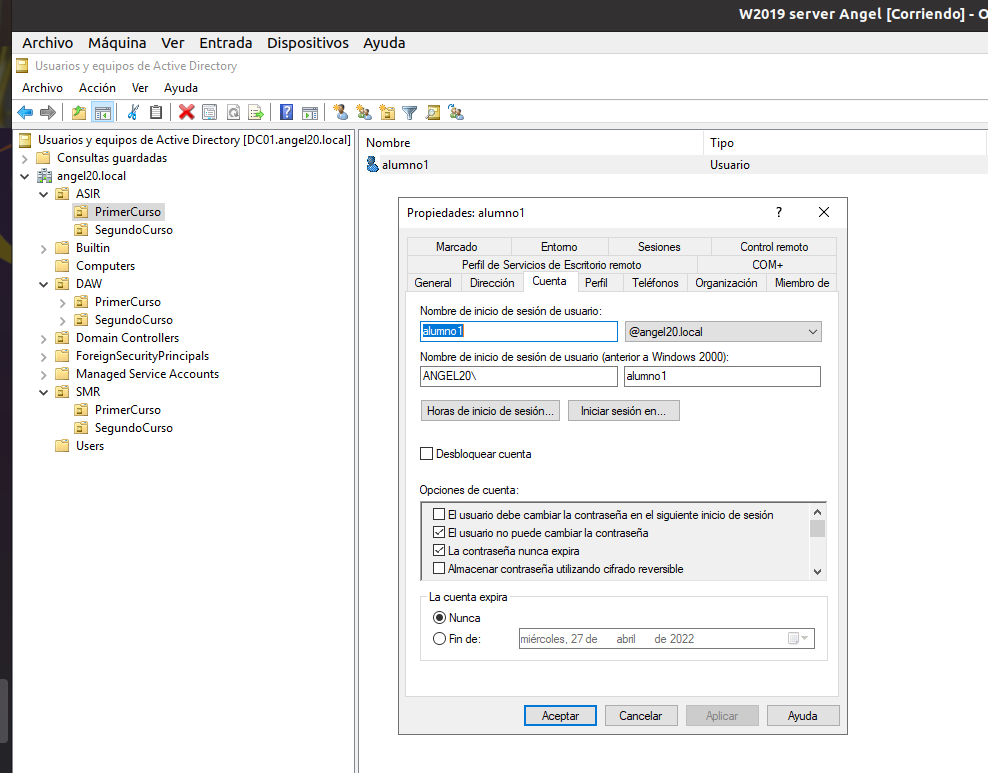 W2019 server Angel [Corriendo] - O
Archivo Máquina Ver Entrada Dispositivos Ayuda
Usuarios y equipos de Active Directory
Archivo Acción Ver Ayuda
Usuarios y equipos de Active Directory [DC01.angel20.local]
Consultas guardadas
angel20.local
ASIR
PrimerCurso
SegundoCurso
Builtin
Computers
DAW
PrimerCurso
SegundoCurso
Domain Controllers
ForeignSecurityPrincipals
Managed Service Accounts
SMR
PrimerCurso
SegundoCurso
Users
Nombre Tipo
alumno1 Usuario
Propiedades: alumno1 ?
Marcado Entorno Sesiones Control remoto
Perfil de Servicios de Escritorio remoto COM+
General Dirección Cuenta Perfil Teléfonos Organización Miembro de
Nombre de inicio de sesión de usuario:
alumno1 @angel20.local
Nombre de inicio de sesión de usuario (anterior a Windows 2000):
ANGEL20\ alumno1
Horas de inicio de sesión... Iniciar sesión en...
Desbloquear cuenta
Opciones de cuenta:
El usuario debe cambiar la contraseña en el siguiente inicio de sesión
El usuario no puede cambiar la contraseña
La contraseña nunca expira
Almacenar contraseña utilizando cifrado reversible
La cuenta expira
Nunca
Fin de: miércoles, 27 de abril de 2022
Aceptar Cancelar Aplicar Ayuda